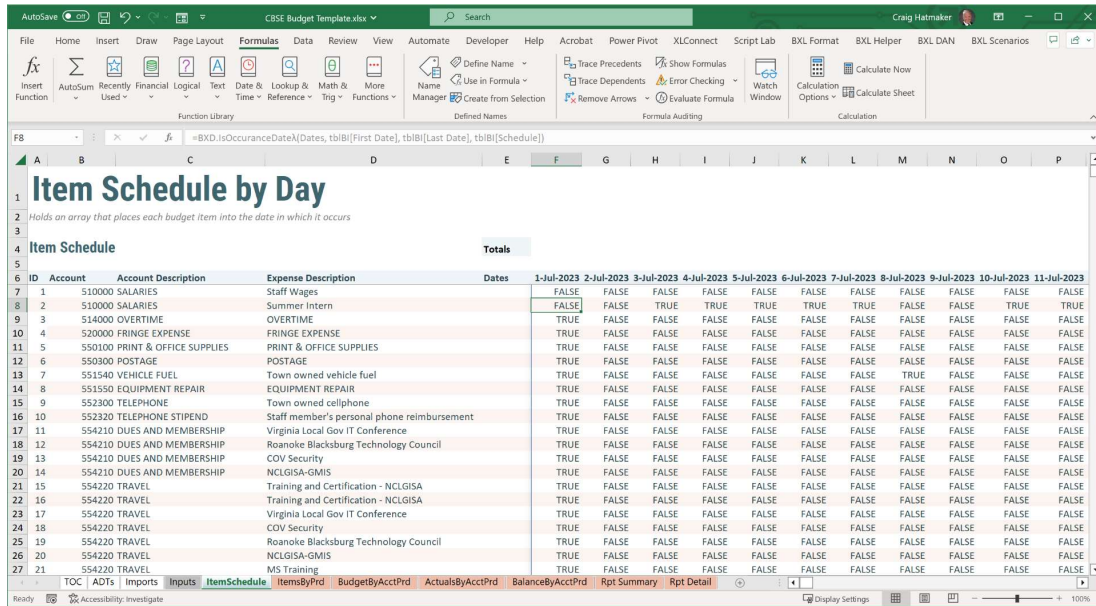 AutoSave Off CBSE Budget Template.xlsx Search Craig Hatmaker
File Home Insert Draw Page Layout Formulas Data Review View Automate Developer Help Acrobat Power Pivot XLConnect Script Lab BXL Format BXL Helper BXL DAN BXL Scenarios
fx Σ ? A θ
Define Name Trace Precedents Show Formulas Calculate Now
Insert Function AutoSum Recently Used Financial Logical Text Date & Time Lookup & Reference Math & Trig More Functions Name Manager Use in Formula Trace Dependents Error Checking Watch Window Calculation Options Calculate Sheet
Create from Selection Remove Arrows Evaluate Formula
Function Library Defined Names Formula Auditing Calculation
F8 fx =BXD.IsOccuranceDateλ(Dates, tblBI[First Date], tblBI[Last Date], tblBI[Schedule])
A B C D E F G H I J K L M N O P
1 Item Schedule by Day
2 Holds an array that places each budget item into the date in which it occurs
3
4 Item Schedule Totals
5
6 ID Account Account Description Expense Description Dates 1-Jul-2023 2-Jul-2023 3-Jul-2023 4-Jul-2023 5-Jul-2023 6-Jul-2023 7-Jul-2023 8-Jul-2023 9-Jul-2023 10-Jul-2023 11-Jul-2023
7 1 510000 SALARIES Staff Wages FALSE FALSE FALSE FALSE FALSE FALSE FALSE FALSE FALSE FALSE FALSE
8 2 510000 SALARIES Summer Intern FALSE FALSE TRUE TRUE TRUE TRUE TRUE FALSE FALSE TRUE TRUE
9 3 514000 OVERTIME OVERTIME TRUE FALSE FALSE FALSE FALSE FALSE FALSE FALSE FALSE FALSE FALSE
10 4 520000 FRINGE EXPENSE FRINGE EXPENSE TRUE FALSE FALSE FALSE FALSE FALSE FALSE FALSE FALSE FALSE FALSE
11 5 550100 PRINT & OFFICE SUPPLIES PRINT & OFFICE SUPPLIES TRUE FALSE FALSE FALSE FALSE FALSE FALSE FALSE FALSE FALSE FALSE
12 6 550300 POSTAGE POSTAGE TRUE FALSE FALSE FALSE FALSE FALSE FALSE FALSE FALSE FALSE FALSE
13 7 551540 VEHICLE FUEL Town owned vehicle fuel TRUE FALSE FALSE FALSE FALSE FALSE FALSE TRUE FALSE FALSE FALSE
14 8 551550 EQUIPMENT REPAIR EQUIPMENT REPAIR TRUE FALSE FALSE FALSE FALSE FALSE FALSE FALSE FALSE FALSE FALSE
15 9 552300 TELEPHONE Town owned cellphone TRUE FALSE FALSE FALSE FALSE FALSE FALSE FALSE FALSE FALSE FALSE
16 10 552320 TELEPHONE STIPEND Staff member's personal phone reimbursement TRUE FALSE FALSE FALSE FALSE FALSE FALSE FALSE FALSE FALSE FALSE
17 11 554210 DUES AND MEMBERSHIP Virginia Local Gov IT Conference TRUE FALSE FALSE FALSE FALSE FALSE FALSE FALSE FALSE FALSE FALSE
18 12 554210 DUES AND MEMBERSHIP Roanoke Blacksburg Technology Council TRUE FALSE FALSE FALSE FALSE FALSE FALSE FALSE FALSE FALSE FALSE
19 13 554210 DUES AND MEMBERSHIP COV Security TRUE FALSE FALSE FALSE FALSE FALSE FALSE FALSE FALSE FALSE FALSE
20 14 554210 DUES AND MEMBERSHIP NCLGISA-GMIS TRUE FALSE FALSE FALSE FALSE FALSE FALSE FALSE FALSE FALSE FALSE
21 15 554220 TRAVEL Training and Certification - NCLGISA TRUE FALSE FALSE FALSE FALSE FALSE FALSE FALSE FALSE FALSE FALSE
22 16 554220 TRAVEL Training and Certification - NCLGISA TRUE FALSE FALSE FALSE FALSE FALSE FALSE FALSE FALSE FALSE FALSE
23 17 554220 TRAVEL Virginia Local Gov IT Conference TRUE FALSE FALSE FALSE FALSE FALSE FALSE FALSE FALSE FALSE FALSE
24 18 554220 TRAVEL COV Security TRUE FALSE FALSE FALSE FALSE FALSE FALSE FALSE FALSE FALSE FALSE
25 19 554220 TRAVEL Roanoke Blacksburg Technology Council TRUE FALSE FALSE FALSE FALSE FALSE FALSE FALSE FALSE FALSE FALSE
26 20 554220 TRAVEL NCLGISA-GMIS TRUE FALSE FALSE FALSE FALSE FALSE FALSE FALSE FALSE FALSE FALSE
27 21 554220 TRAVEL MS Training TRUE FALSE FALSE FALSE FALSE FALSE FALSE FALSE FALSE FALSE FALSE
TOC ADTs Imports Inputs ItemSchedule ItemsByPrd BudgetByAcctPrd ActualsByAcctPrd BalanceByAcctPrd Rpt Summary Rpt Detail
Ready Accessibility: Investigate Display Settings 100%